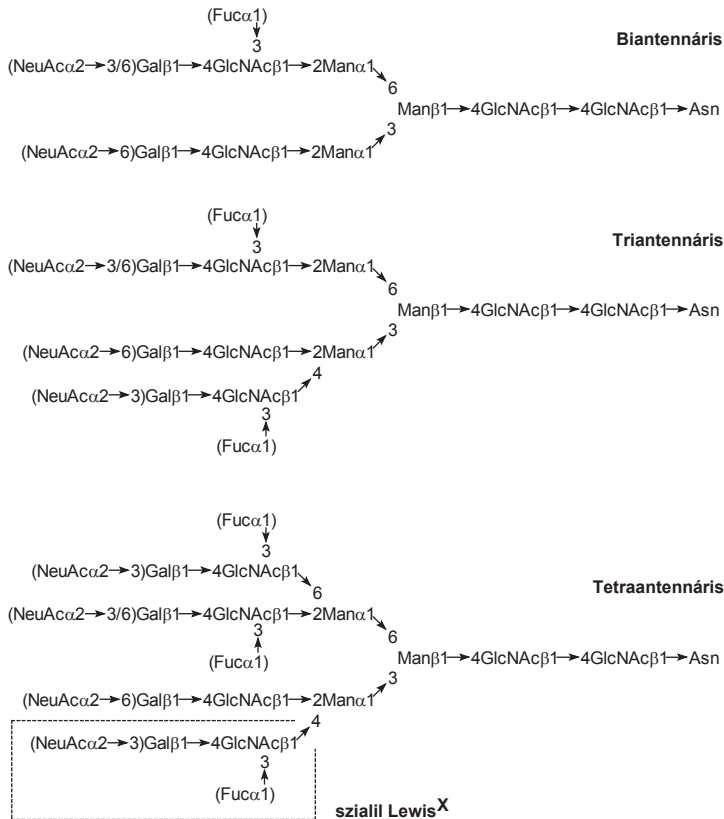 (Fucα1)
3
Biantennáris
(NeuAcα2→3/6)Galβ1→4GlcNAcβ1→2Manα1
6
Manβ1→4GlcNAcβ1→4GlcNAcβ1→Asn
3
(NeuAcα2→6)Galβ1→4GlcNAcβ1→2Manα1
(Fucα1)
3
Triantennáris
(NeuAcα2→3/6)Galβ1→4GlcNAcβ1→2Manα1
6
Manβ1→4GlcNAcβ1→4GlcNAcβ1→Asn
3
(NeuAcα2→6)Galβ1→4GlcNAcβ1→2Manα1
4
(NeuAcα2→3)Galβ1→4GlcNAcβ1
3
(Fucα1)
(Fucα1)
3
(NeuAcα2→3)Galβ1→4GlcNAcβ1
6
Tetraantennáris
(NeuAcα2→3/6)Galβ1→4GlcNAcβ1→2Manα1
3
6
(Fucα1)
Manβ1→4GlcNAcβ1→4GlcNAcβ1→Asn
3
(NeuAcα2→6)Galβ1→4GlcNAcβ1→2Manα1
4
(NeuAcα2→3)Galβ1→4GlcNAcβ1
3
(Fucα1)
szialil LewisX